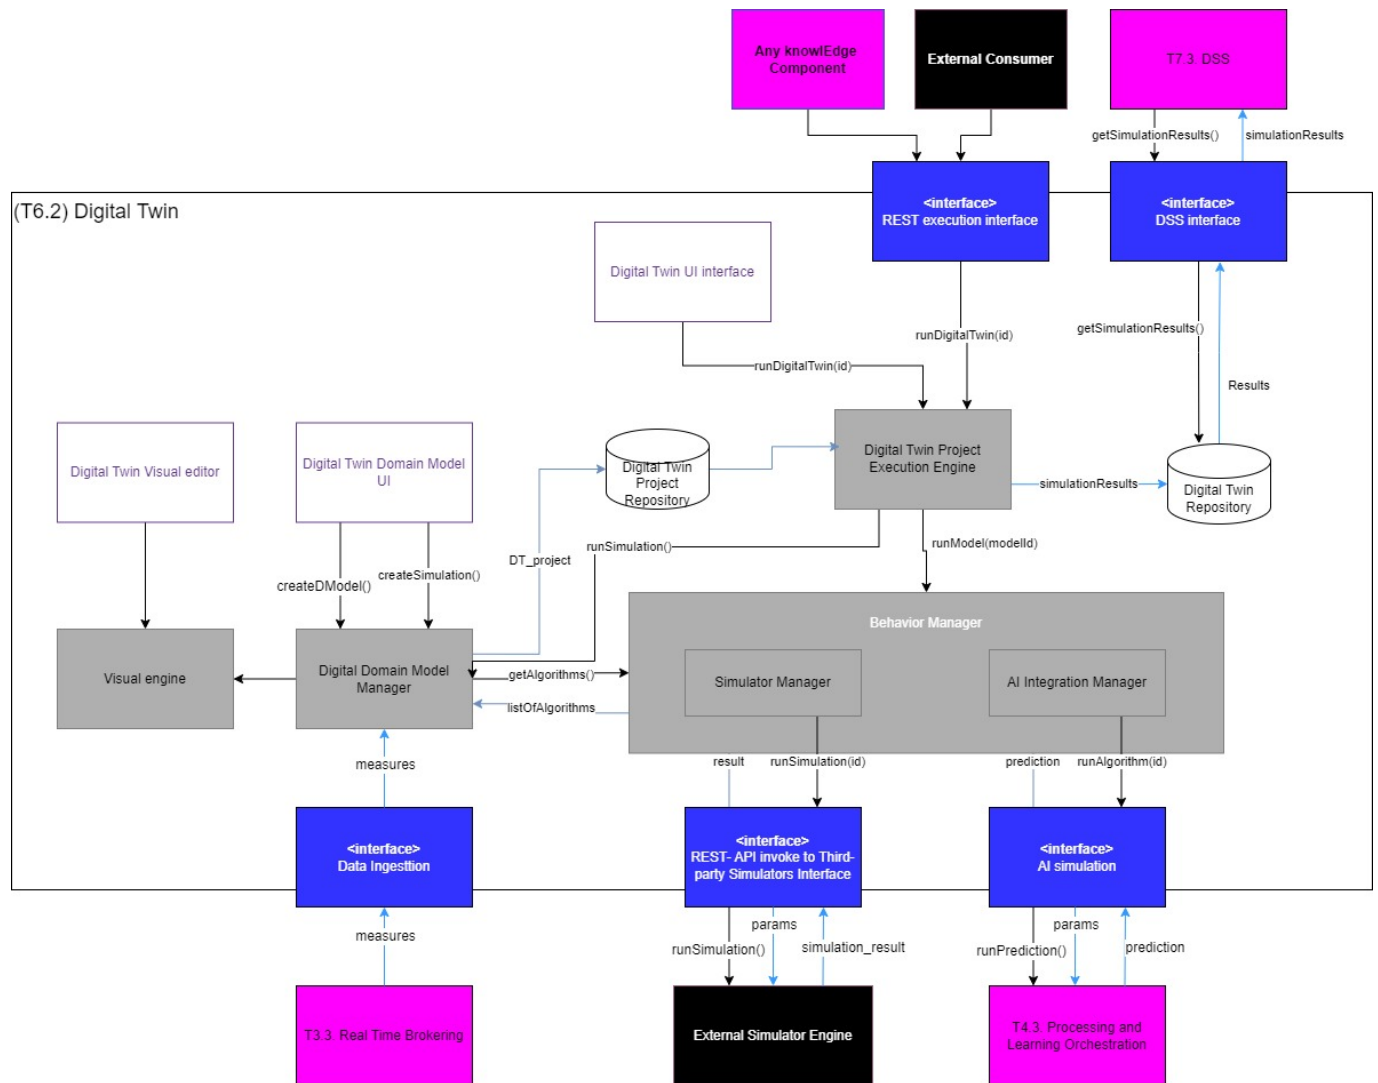 Any knowlEdge
Component
External Consumer
T7.3. DSS
getSimulationResults()
simulationResults
<interface>
REST execution interface
<interface>
DSS interface
(T6.2) Digital Twin
Digital Twin UI interface
runDigitalTwin(id)
getSimulationResults()
runDigitalTwin(id)
Results
Digital Twin Visual editor
Digital Twin Domain Model
UI
Digital Twin
Project
Repository
Digital Twin Project
Execution Engine
simulationResults
Digital Twin
Repository
runSimulation()
runModel(modelId)
DT_project
createSimulation()
createDModel()
Behavior Manager
Visual engine
Digital Domain Model
Manager
getAlgorithms()
listOfAlgorithms
Simulator Manager
AI Integration Manager
measures
result
runSimulation(id)
prediction
runAlgorithm(id)
<interface>
Data Ingesttion
<interface>
REST- API invoke to Third-
party Simulators Interface
<interface>
AI simulation
measures
params
runSimulation()
simulation_result
params
runPrediction()
prediction
T3.3. Real Time Brokering
External Simulator Engine
T4.3. Processing and
Learning Orchestration